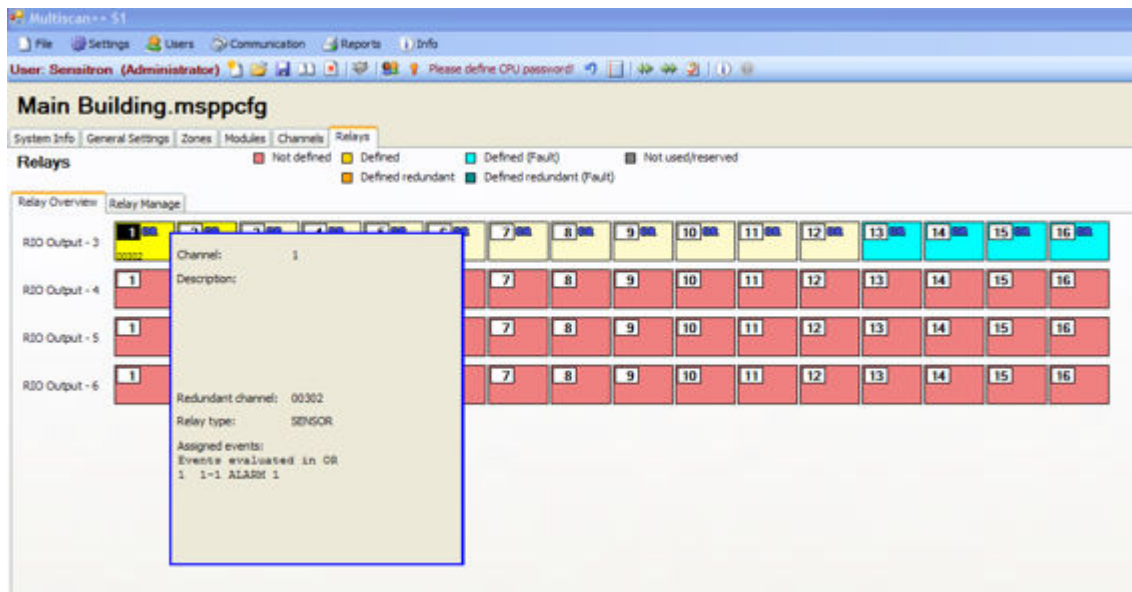 Multiscan++ S1
File Settings Users Communication Reports Info
User: Sensitron (Administrator) Please define CPU password!
Main Building.msppcfg
System Info General Settings Zones Modules Channels Relays
Relays Not defined Defined Defined (Fault) Not used/reserved
Defined redundant Defined redundant (Fault)
Relay Overview Relay Manage
RIO Output - 3 1 7 8 9 10 11 12 13 14 15 16
00302
Channel: 1
RIO Output - 4 1 7 8 9 10 11 12 13 14 15 16
Description:
RIO Output - 5 1 7 8 9 10 11 12 13 14 15 16
RIO Output - 6 1 7 8 9 10 11 12 13 14 15 16
Redundant channel: 00302
Relay type: SENSOR
Assigned events:
Events evaluated in OR
1 1-1 ALARM 1